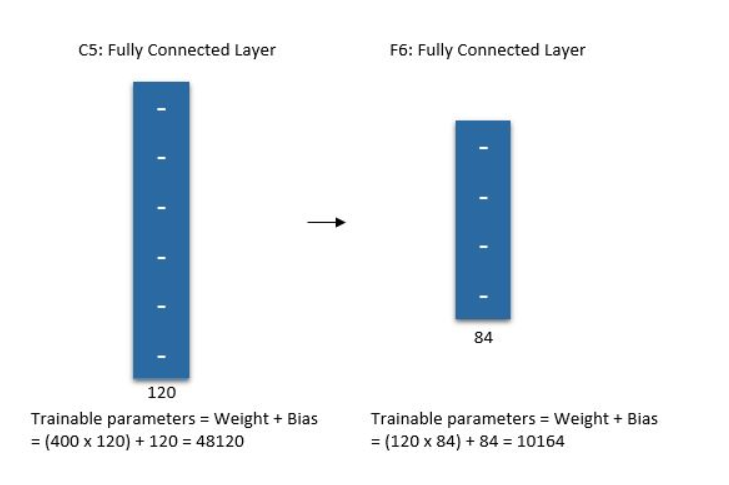 C5: Fully Connected Layer
F6: Fully Connected Layer
120
84
Trainable parameters = Weight + Bias
= (400 x 120) + 120 = 48120
Trainable parameters = Weight + Bias
= (120 x 84) + 84 = 10164